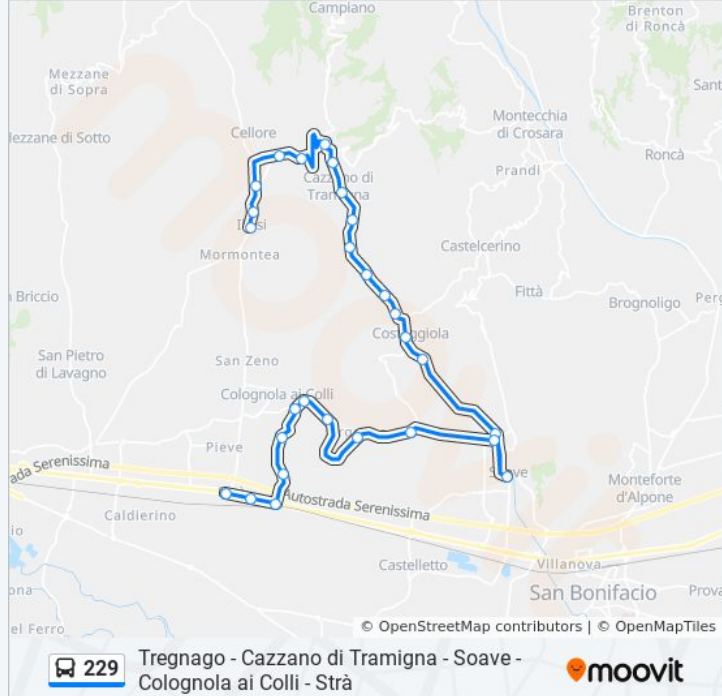 Campiano
Brenton
di Roncà
Mezzane
di Sopra
Sant
Montecchia
di Crosara
Cellore
Mezzane di Sotto
Roncà
Prandl
Cazzano di
Tramigna
Illasi
Mormontea
Castelcerino
n Briccio
Fittà
Brognoligo
Perg
Costeggiola
San Pietro
di Lavagno
San Zeno
Colognola ai Colli
Pieve
ada Serenissima
Soave
Monteforte
d'Alpone
Autostrada Serenissima
Caldierino
Castelletto
Villanova
San Bonifacio
Prova
el Ferro
© OpenStreetMap contributors | © OpenMapTiles
229
Tregnago - Cazzano di Tramigna - Soave -
Colognola ai Colli - Strà
moovit